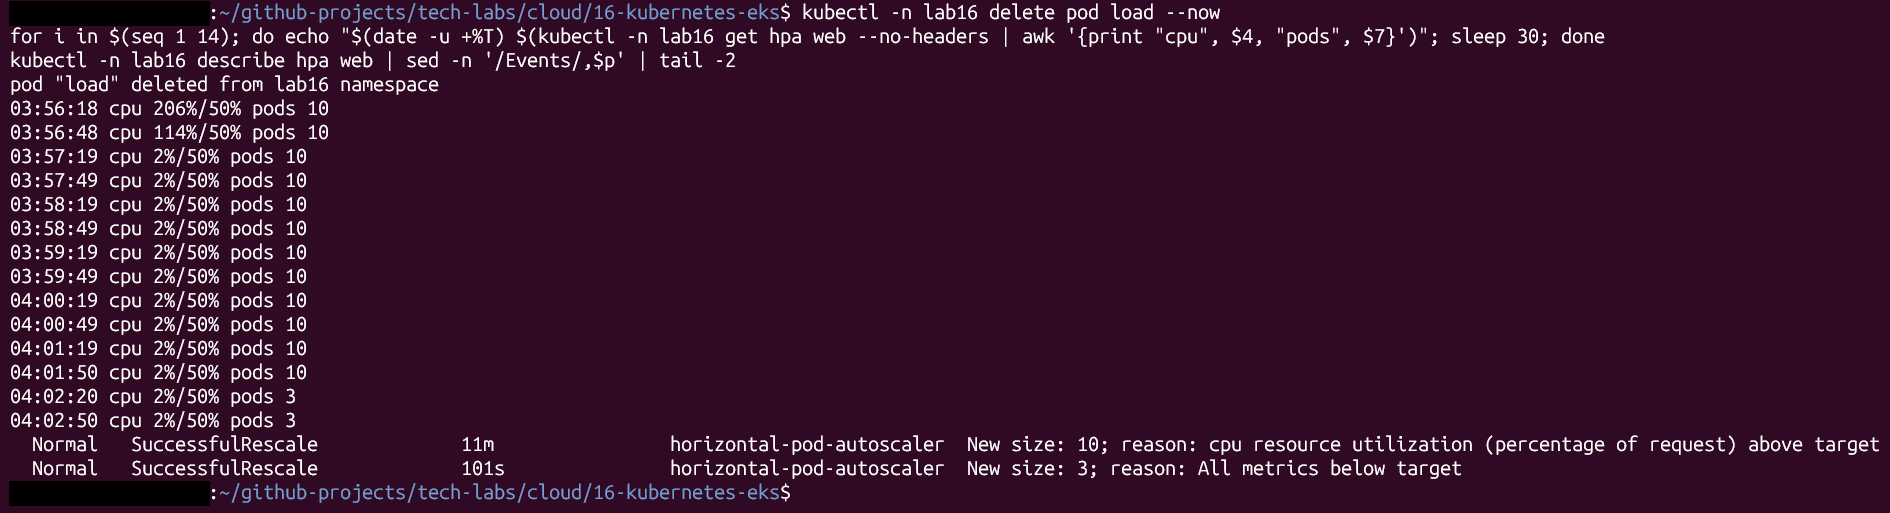 :~/github-projects/tech-labs/cloud/16-kubernetes-eks$ kubectl -n lab16 delete pod load --now
for i in $(seq 1 14); do echo "$(date -u +%T) $(kubectl -n lab16 get hpa web --no-headers | awk '{print "cpu", $4, "pods", $7}')"; sleep 30; done
kubectl -n lab16 describe hpa web | sed -n '/Events/,$p' | tail -2
pod "load" deleted from lab16 namespace
03:56:18 cpu 206%/50% pods 10
03:56:48 cpu 114%/50% pods 10
03:57:19 cpu 2%/50% pods 10
03:57:49 cpu 2%/50% pods 10
03:58:19 cpu 2%/50% pods 10
03:58:49 cpu 2%/50% pods 10
03:59:19 cpu 2%/50% pods 10
03:59:49 cpu 2%/50% pods 10
04:00:19 cpu 2%/50% pods 10
04:00:49 cpu 2%/50% pods 10
04:01:19 cpu 2%/50% pods 10
04:01:50 cpu 2%/50% pods 10
04:02:20 cpu 2%/50% pods 3
04:02:50 cpu 2%/50% pods 3
  Normal   SuccessfulRescale             11m                horizontal-pod-autoscaler  New size: 10; reason: cpu resource utilization (percentage of request) above target
  Normal   SuccessfulRescale             101s               horizontal-pod-autoscaler  New size: 3; reason: All metrics below target
:~/github-projects/tech-labs/cloud/16-kubernetes-eks$